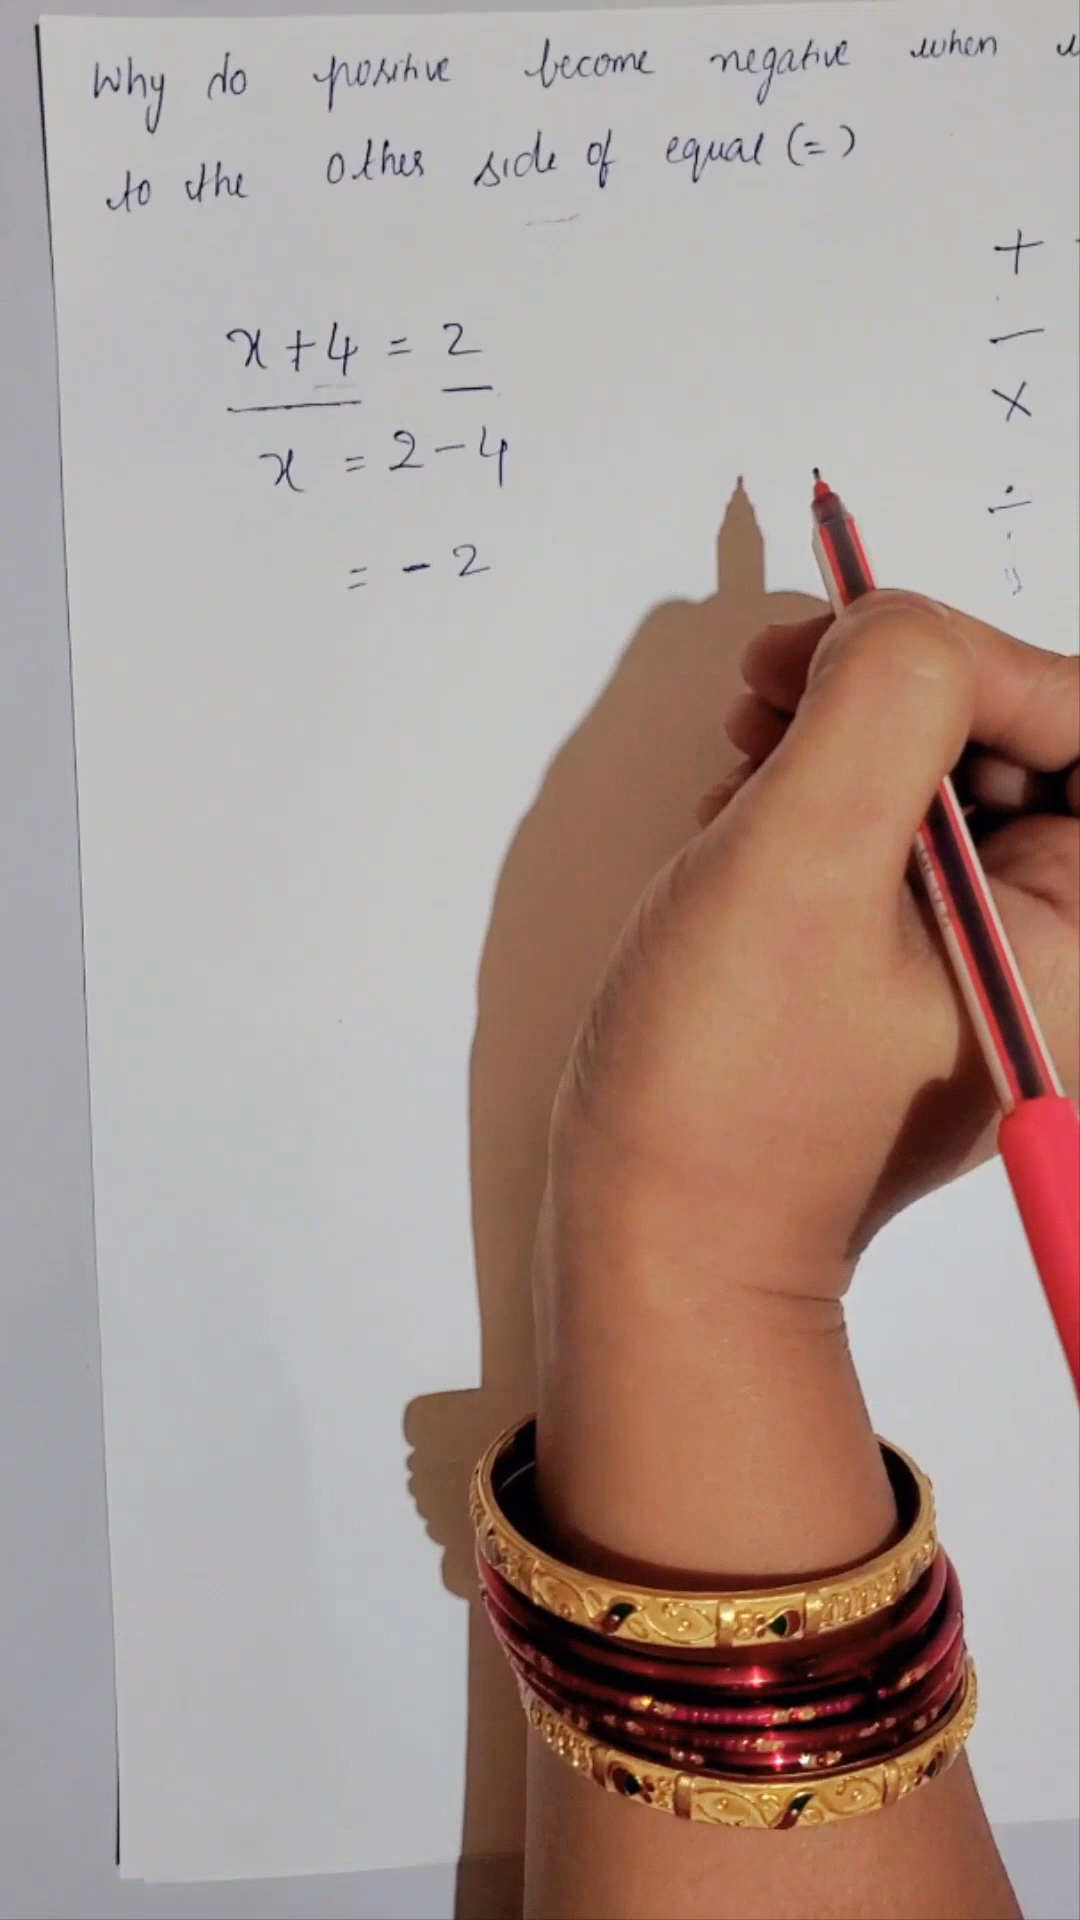 Why do positive become negative when
to the other side of equal (=)
+
x + 4 = 2
—
×
x = 2 - 4
÷
= - 2